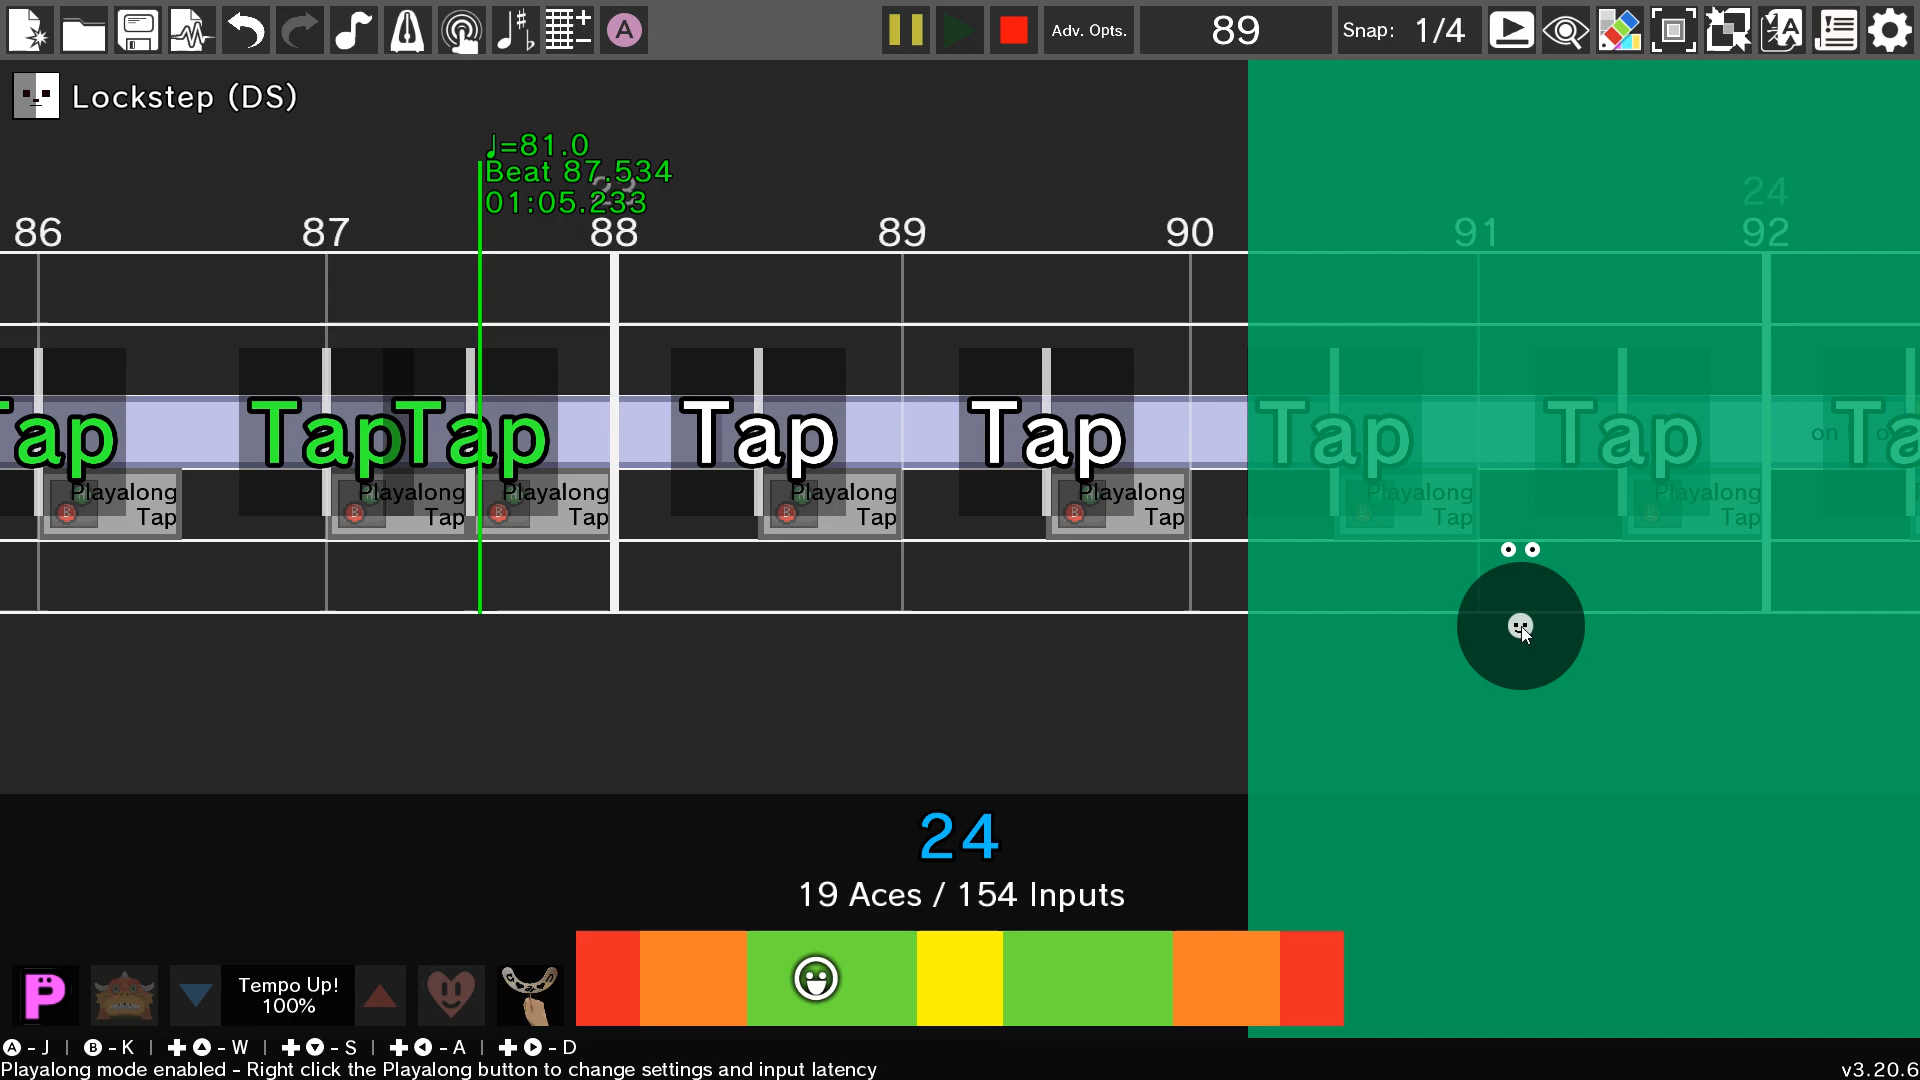 A
Adv. Opts.
89
Snap: 1/4
A
Lockstep (DS)
♩=81.0
Beat 87.534
01:05.233
24
86 87 88 89 90 91 92
Tap Tap Tap Tap Tap Tap Tap Ta
Playalong Tap
Playalong Tap
Playalong Tap
Playalong Tap
Playalong Tap
Playalong Tap
Playalong Tap
24
19 Aces / 154 Inputs
P
Tempo Up!
100%
A - J | B - K | - W | - S | - A | - D
Playalong mode enabled - Right click the Playalong button to change settings and input latency
v3.20.6